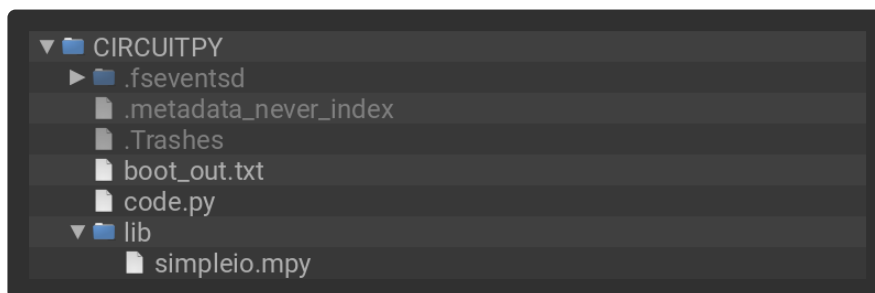 CIRCUITPY
.fseventsd
.metadata_never_index
.Trashes
boot_out.txt
code.py
lib
simpleio.mpy